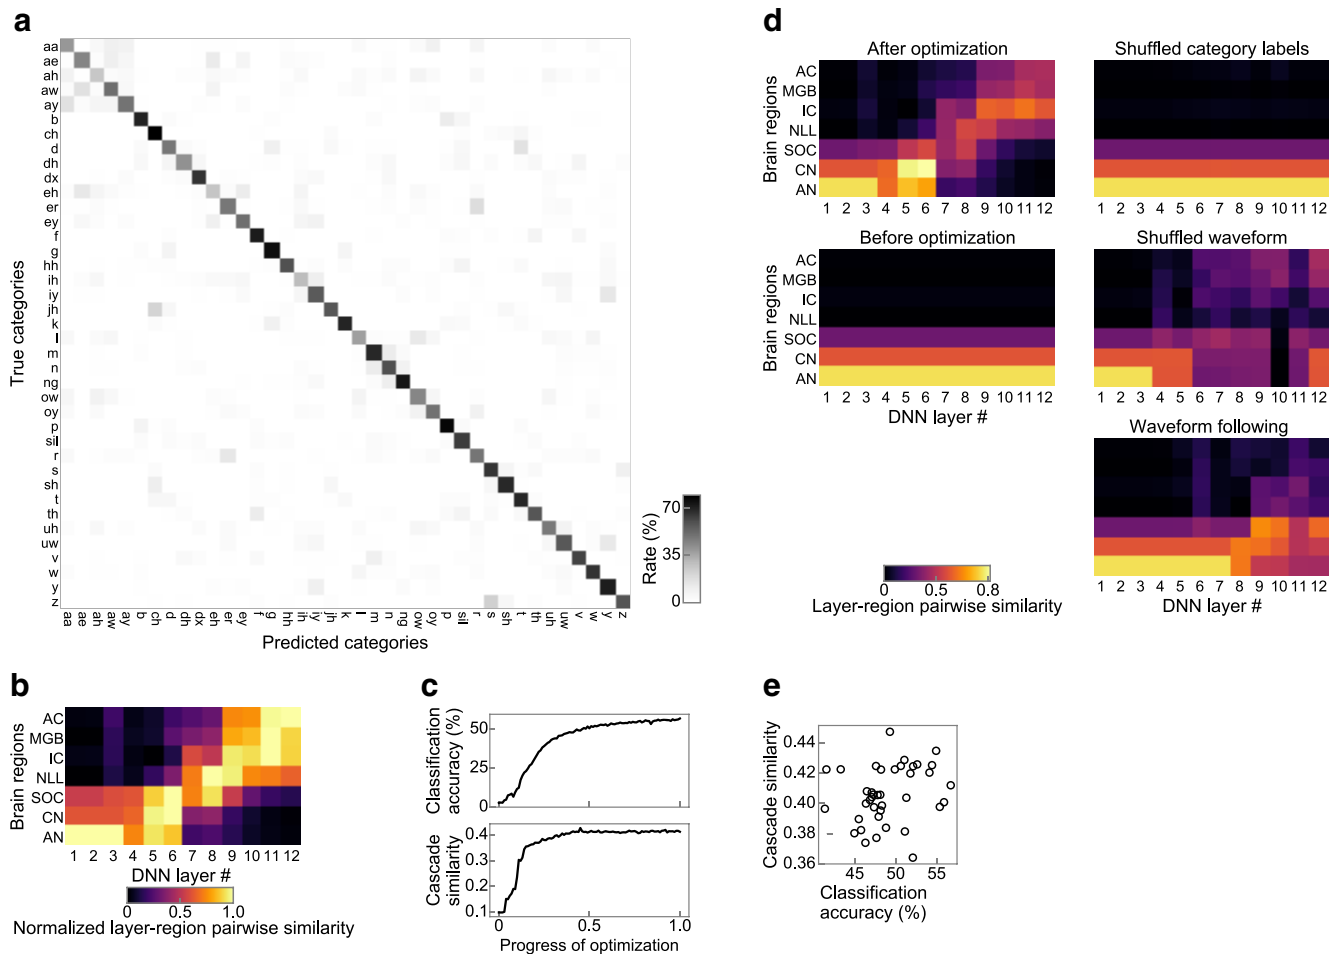 a
True categories
aa
ae
ah
aw
ay
b
ch
d
dh
dx
eh
er
ey
f
g
hh
ih
iy
jh
k
l
m
n
ng
ow
oy
p
sil
r
s
sh
t
th
uh
uw
v
w
y
z
aa ae ah aw ay b ch d dh dx eh er ey f g hh ih iy jh k l m n ng ow oy p sil r s sh t th uh uw v w y z
Predicted categories
Rate (%)
70
35
0
b
Brain regions
AC
MGB
IC
NLL
SOC
CN
AN
1 2 3 4 5 6 7 8 9 10 11 12
DNN layer #
0 0.5 1.0
Normalized layer-region pairwise similarity
c
Classification
accuracy (%)
50
25
0
0 0.5 1.0
Cascade
similarity
0.4
0.3
0.2
0.1
0 0.5 1.0
Progress of optimization
d
After optimization
Brain regions
AC
MGB
IC
NLL
SOC
CN
AN
1 2 3 4 5 6 7 8 9 10 11 12
Shuffled category labels
1 2 3 4 5 6 7 8 9 10 11 12
Before optimization
Brain regions
AC
MGB
IC
NLL
SOC
CN
AN
1 2 3 4 5 6 7 8 9 10 11 12
DNN layer #
Shuffled waveform
1 2 3 4 5 6 7 8 9 10 11 12
Waveform following
1 2 3 4 5 6 7 8 9 10 11 12
DNN layer #
0 0.5 0.8
Layer-region pairwise similarity
e
Cascade similarity
0.44
0.42
0.40
0.38
0.36
45 50 55
Classification
accuracy (%)